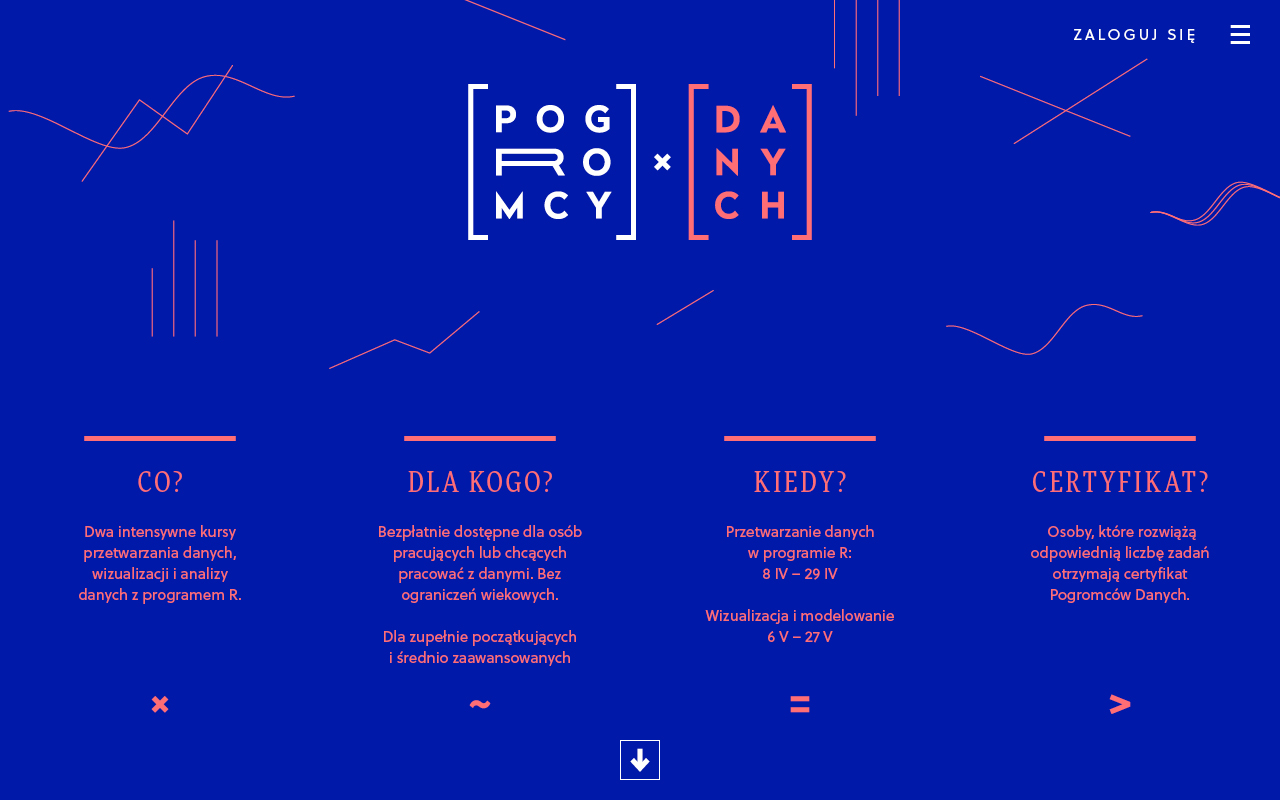 ZALOGUJ SIĘ
POG
RO
MCY
×
DA
NY
CH
CO?
Dwa intensywne kursy
przetwarzania danych,
wizualizacji i analizy
danych z programem R.
×
DLA KOGO?
Bezpłatnie dostępne dla osób
pracujących lub chcących
pracować z danymi. Bez
ograniczeń wiekowych.
Dla zupełnie początkujących
i średnio zaawansowanych
~
KIEDY?
Przetwarzanie danych
w programie R:
8 IV – 29 IV
Wizualizacja i modelowanie
6 V – 27 V
=
CERTYFIKAT?
Osoby, które rozwiążą
odpowiednią liczbę zadań
otrzymają certyfikat
Pogromców Danych.
>